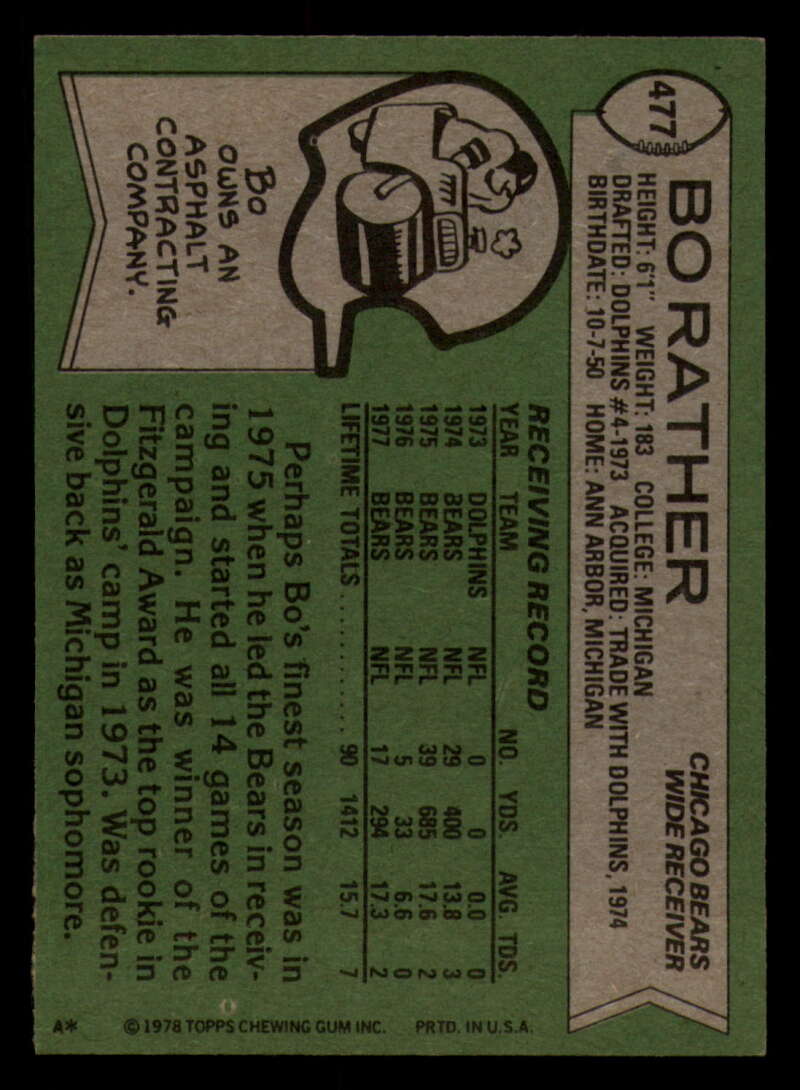 477
BO RATHER
CHICAGO BEARS
WIDE RECEIVER
HEIGHT: 6'1" WEIGHT: 183 COLLEGE: MICHIGAN
DRAFTED: DOLPHINS #4-1973 ACQUIRED: TRADE WITH DOLPHINS, 1974
BIRTHDATE: 10-7-50 HOME: ANN ARBOR, MICHIGAN
BO
OWNS AN
ASPHALT
CONTRACTING
COMPANY.
RECEIVING RECORD
YEAR TEAM NO. YDS. AVG. TDS.
1973 DOLPHINS NFL 0 0 0.0 0
1974 BEARS NFL 29 400 13.8 3
1975 BEARS NFL 39 685 17.6 2
1976 BEARS NFL 5 33 6.6 0
1977 BEARS NFL 17 294 17.3 2
LIFETIME TOTALS ............ 90 1412 15.7 7
Perhaps Bo's finest season was in
1975 when he led the Bears in receiv-
ing and started all 14 games of the
campaign. He was winner of the
Fitzgerald Award as the top rookie in
Dolphins' camp in 1973. Was defen-
sive back as Michigan sophomore.
A* © 1978 TOPPS CHEWING GUM INC. PRTD. IN U.S.A.